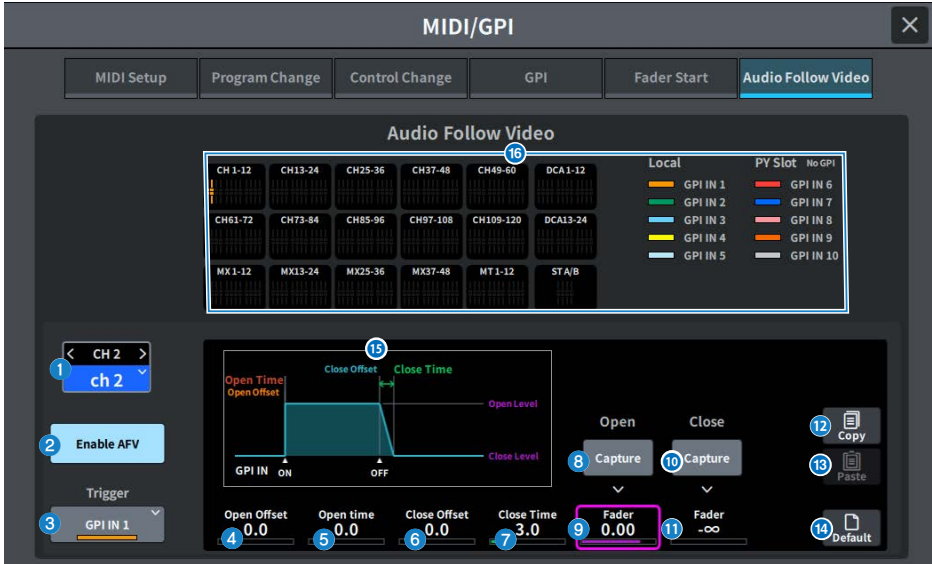 MIDI/GPI
MIDI Setup Program Change Control Change GPI Fader Start Audio Follow Video
Audio Follow Video
16
CH 1-12 CH13-24 CH25-36 CH37-48 CH49-60 DCA 1-12
CH61-72 CH73-84 CH85-96 CH97-108 CH109-120 DCA13-24
MX 1-12 MX13-24 MX25-36 MX37-48 MT 1-12 ST A/B
Local PY Slot No GPI
GPI IN 1 GPI IN 6
GPI IN 2 GPI IN 7
GPI IN 3 GPI IN 8
GPI IN 4 GPI IN 9
GPI IN 5 GPI IN 10
< CH 2 >
1 ch 2
2 Enable AFV
Trigger
3 GPI IN 1
15
Close Offset Close Time
Open Time
Open Offset
Open Level
Close Level
GPI IN ON OFF
Open Close
8 Capture 10 Capture
12 Copy
13 Paste
14 Default
Open Offset Open time Close Offset Close Time Fader Fader
4 0.0 5 0.0 6 0.0 7 3.0 9 0.00 11 -∞